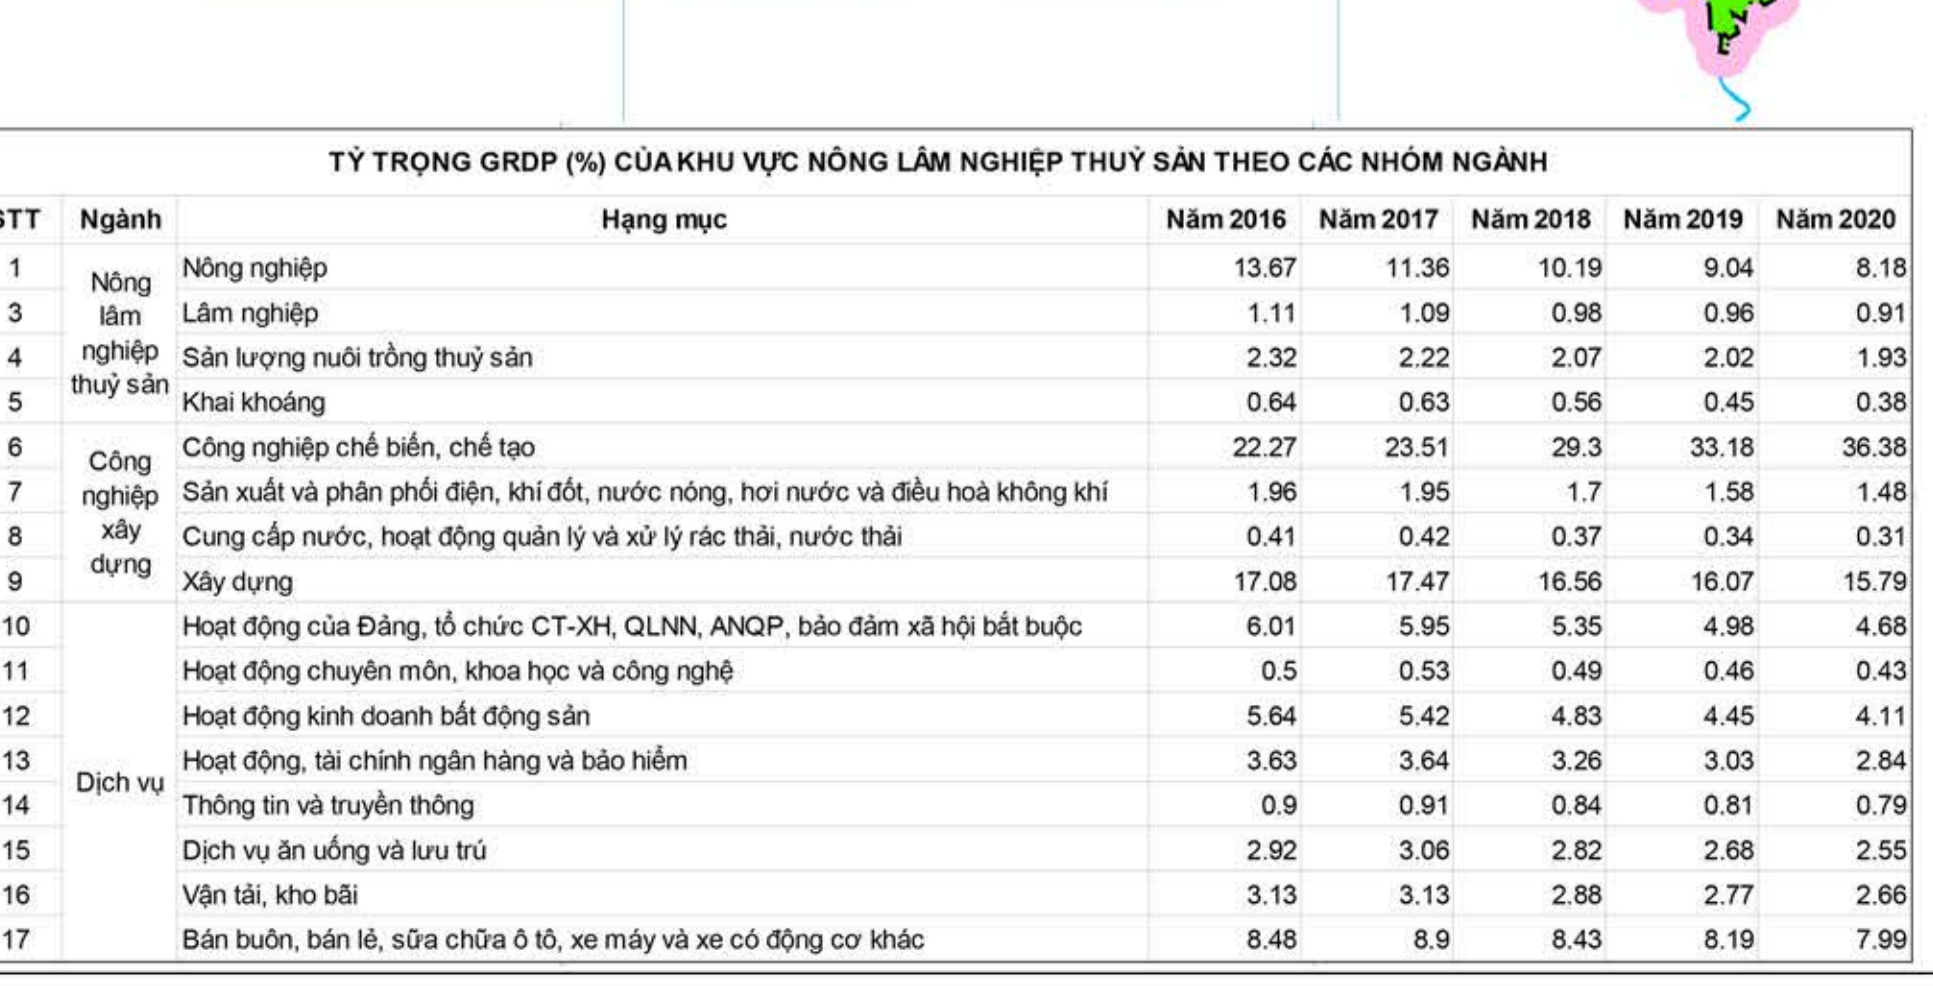 TỶ TRỌNG GRDP (%) CỦA KHU VỰC NÔNG LÂM NGHIỆP THUỶ SẢN THEO CÁC NHÓM NGÀNH
STT Ngành Hạng mục Năm 2016 Năm 2017 Năm 2018 Năm 2019 Năm 2020
Nông lâm nghiệp thuỷ sản
1 Nông nghiệp 13.67 11.36 10.19 9.04 8.18
3 Lâm nghiệp 1.11 1.09 0.98 0.96 0.91
4 Sản lượng nuôi trồng thuỷ sản 2.32 2.22 2.07 2.02 1.93
5 Khai khoáng 0.64 0.63 0.56 0.45 0.38
Công nghiệp xây dựng
6 Công nghiệp chế biến, chế tạo 22.27 23.51 29.3 33.18 36.38
7 Sản xuất và phân phối điện, khí đốt, nước nóng, hơi nước và điều hoà không khí 1.96 1.95 1.7 1.58 1.48
8 Cung cấp nước, hoạt động quản lý và xử lý rác thải, nước thải 0.41 0.42 0.37 0.34 0.31
9 Xây dựng 17.08 17.47 16.56 16.07 15.79
Dịch vụ
10 Hoạt động của Đảng, tổ chức CT-XH, QLNN, ANQP, bảo đảm xã hội bắt buộc 6.01 5.95 5.35 4.98 4.68
11 Hoạt động chuyên môn, khoa học và công nghệ 0.5 0.53 0.49 0.46 0.43
12 Hoạt động kinh doanh bất động sản 5.64 5.42 4.83 4.45 4.11
13 Hoạt động, tài chính ngân hàng và bảo hiểm 3.63 3.64 3.26 3.03 2.84
14 Thông tin và truyền thông 0.9 0.91 0.84 0.81 0.79
15 Dịch vụ ăn uống và lưu trú 2.92 3.06 2.82 2.68 2.55
16 Vận tải, kho bãi 3.13 3.13 2.88 2.77 2.66
17 Bán buôn, bán lẻ, sữa chữa ô tô, xe máy và xe có động cơ khác 8.48 8.9 8.43 8.19 7.99